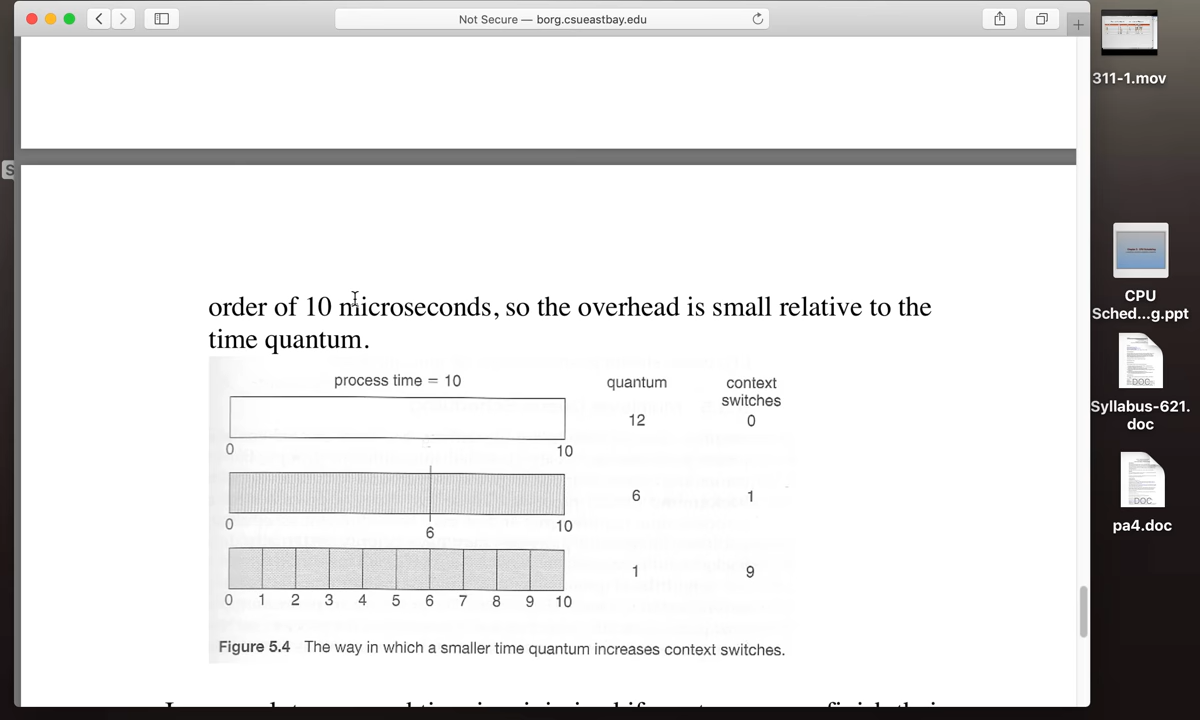 Not Secure — borg.csueastbay.edu
311-1.mov
S
order of 10 microseconds, so the overhead is small relative to the
time quantum.
process time = 10
quantum
context
switches
12
0
0
10
6
1
0
6
10
1
9
0 1 2 3 4 5 6 7 8 9 10
Figure 5.4 The way in which a smaller time quantum increases context switches.
CPU
Sched...g.ppt
DOC
Syllabus-621.
doc
DOC
pa4.doc